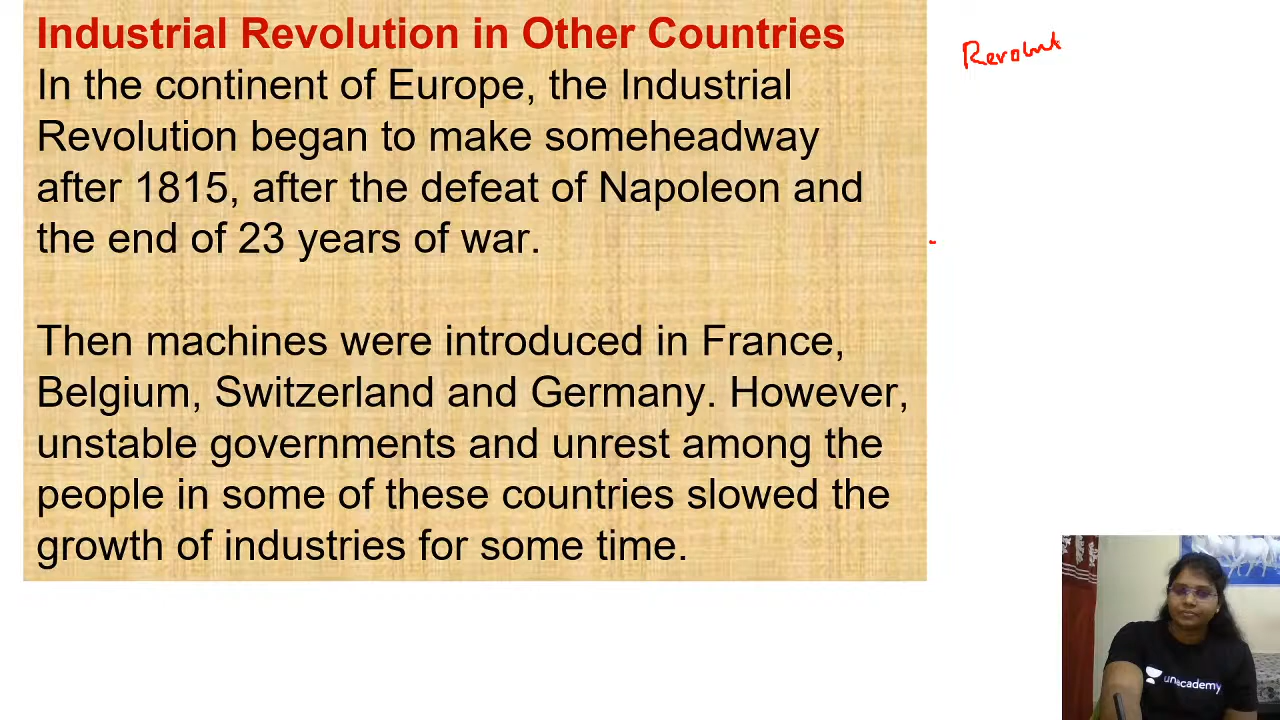 Industrial Revolution in Other Countries
In the continent of Europe, the Industrial
Revolution began to make someheadway
after 1815, after the defeat of Napoleon and
the end of 23 years of war.
Then machines were introduced in France,
Belgium, Switzerland and Germany. However,
unstable governments and unrest among the
people in some of these countries slowed the
growth of industries for some time.
Revolut
unacademy